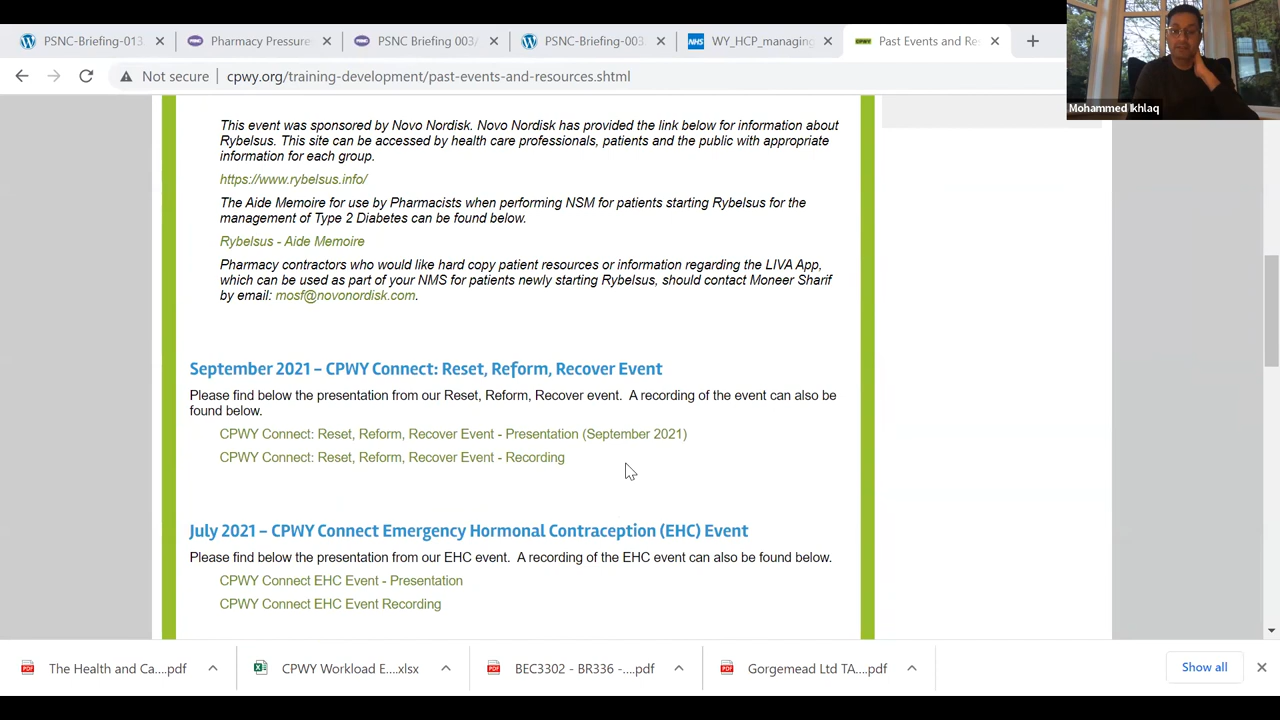 PSNC-Briefing-013
Pharmacy Pressure
PSNC Briefing 003/
PSNC-Briefing-003
NHS
WY_HCP_managing
CPWY
Past Events and Re
Not secure
cpwy.org/training-development/past-events-and-resources.shtml
Mohammed Ikhlaq
This event was sponsored by Novo Nordisk. Novo Nordisk has provided the link below for information about
Rybelsus. This site can be accessed by health care professionals, patients and the public with appropriate
information for each group.
https://www.rybelsus.info/
The Aide Memoire for use by Pharmacists when performing NSM for patients starting Rybelsus for the
management of Type 2 Diabetes can be found below.
Rybelsus - Aide Memoire
Pharmacy contractors who would like hard copy patient resources or information regarding the LIVA App,
which can be used as part of your NMS for patients newly starting Rybelsus, should contact Moneer Sharif
by email: mosf@novonordisk.com.
September 2021 – CPWY Connect: Reset, Reform, Recover Event
Please find below the presentation from our Reset, Reform, Recover event. A recording of the event can also be
found below.
CPWY Connect: Reset, Reform, Recover Event - Presentation (September 2021)
CPWY Connect: Reset, Reform, Recover Event - Recording
July 2021 – CPWY Connect Emergency Hormonal Contraception (EHC) Event
Please find below the presentation from our EHC event. A recording of the EHC event can also be found below.
CPWY Connect EHC Event - Presentation
CPWY Connect EHC Event Recording
The Health and Ca....pdf
CPWY Workload E....xlsx
BEC3302 - BR336 -....pdf
Gorgemead Ltd TA....pdf
Show all